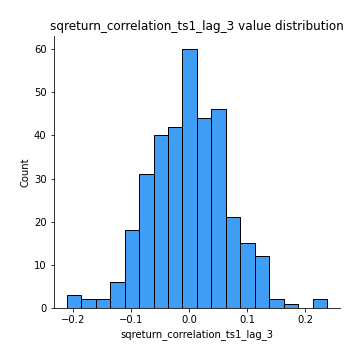 sqreturn_correlation_ts1_lag_3 value distribution
60
50
40
30
20
10
0
Count
−0.2 −0.1 0.0 0.1 0.2
sqreturn_correlation_ts1_lag_3